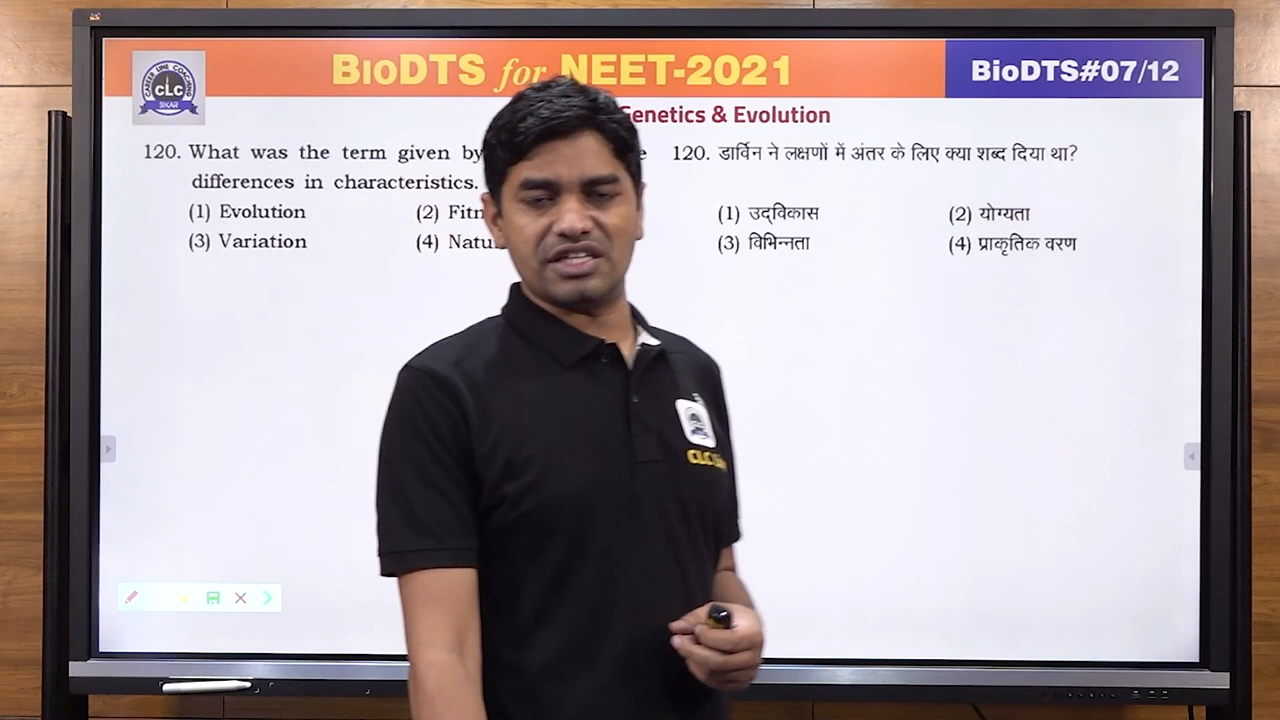 BIODTS for NEET-2021
BioDTS#07/12
CAREER LINE COACHING
CLC
SIKAR
Genetics & Evolution
120. What was the term given by
differences in characteristics.
(1) Evolution (2)
(3) Variation (4)
120. डार्विन ने लक्षणों में अंतर के लिए क्या शब्द दिया था?
(1) उद्‌विकास (2) योग्यता
(3) विभिन्नता (4) प्राकृतिक वरण
CLC